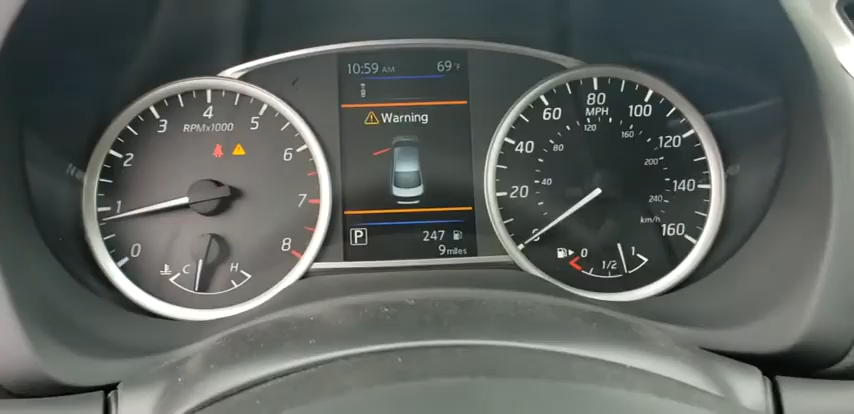 10:59 AM 69°F
Warning
P 247
9 miles
RPMx1000
0 1 2 3 4 5 6 7 8
C H
MPH
0 20 40 60 80 100 120 140 160
40 80 120 160 200 240
km/h
0 1/2 1